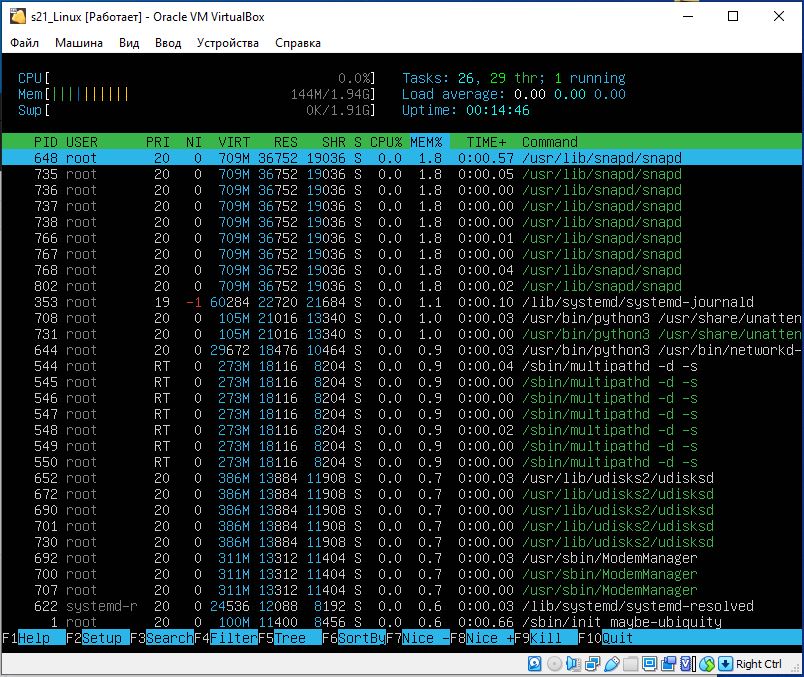 s21_Linux [Работает] - Oracle VM VirtualBox
Файл Машина Вид Ввод Устройства Справка
CPU[ 0.0%] Tasks: 26, 29 thr; 1 running
Mem[|||||||||| 144M/1.94G] Load average: 0.00 0.00 0.00
Swp[ 0K/1.91G] Uptime: 00:14:46
PID USER PRI NI VIRT RES SHR S CPU% MEM% TIME+ Command
648 root 20 0 709M 36752 19036 S 0.0 1.8 0:00.57 /usr/lib/snapd/snapd
735 root 20 0 709M 36752 19036 S 0.0 1.8 0:00.05 /usr/lib/snapd/snapd
736 root 20 0 709M 36752 19036 S 0.0 1.8 0:00.00 /usr/lib/snapd/snapd
737 root 20 0 709M 36752 19036 S 0.0 1.8 0:00.00 /usr/lib/snapd/snapd
738 root 20 0 709M 36752 19036 S 0.0 1.8 0:00.00 /usr/lib/snapd/snapd
766 root 20 0 709M 36752 19036 S 0.0 1.8 0:00.01 /usr/lib/snapd/snapd
767 root 20 0 709M 36752 19036 S 0.0 1.8 0:00.00 /usr/lib/snapd/snapd
768 root 20 0 709M 36752 19036 S 0.0 1.8 0:00.04 /usr/lib/snapd/snapd
802 root 20 0 709M 36752 19036 S 0.0 1.8 0:00.02 /usr/lib/snapd/snapd
353 root 19 -1 60284 22720 21684 S 0.0 1.1 0:00.10 /lib/systemd/systemd-journald
708 root 20 0 105M 21016 13340 S 0.0 1.0 0:00.03 /usr/bin/python3 /usr/share/unatten
731 root 20 0 105M 21016 13340 S 0.0 1.0 0:00.00 /usr/bin/python3 /usr/share/unatten
644 root 20 0 29672 18476 10464 S 0.0 0.9 0:00.03 /usr/bin/python3 /usr/bin/networkd-
544 root RT 0 273M 18116 8204 S 0.0 0.9 0:00.04 /sbin/multipathd -d -s
545 root RT 0 273M 18116 8204 S 0.0 0.9 0:00.00 /sbin/multipathd -d -s
546 root RT 0 273M 18116 8204 S 0.0 0.9 0:00.00 /sbin/multipathd -d -s
547 root RT 0 273M 18116 8204 S 0.0 0.9 0:00.00 /sbin/multipathd -d -s
548 root RT 0 273M 18116 8204 S 0.0 0.9 0:00.02 /sbin/multipathd -d -s
549 root RT 0 273M 18116 8204 S 0.0 0.9 0:00.00 /sbin/multipathd -d -s
550 root RT 0 273M 18116 8204 S 0.0 0.9 0:00.00 /sbin/multipathd -d -s
652 root 20 0 386M 13884 11908 S 0.0 0.7 0:00.03 /usr/lib/udisks2/udisksd
672 root 20 0 386M 13884 11908 S 0.0 0.7 0:00.00 /usr/lib/udisks2/udisksd
690 root 20 0 386M 13884 11908 S 0.0 0.7 0:00.00 /usr/lib/udisks2/udisksd
701 root 20 0 386M 13884 11908 S 0.0 0.7 0:00.00 /usr/lib/udisks2/udisksd
730 root 20 0 386M 13884 11908 S 0.0 0.7 0:00.00 /usr/lib/udisks2/udisksd
692 root 20 0 311M 13312 11404 S 0.0 0.7 0:00.03 /usr/sbin/ModemManager
700 root 20 0 311M 13312 11404 S 0.0 0.7 0:00.00 /usr/sbin/ModemManager
707 root 20 0 311M 13312 11404 S 0.0 0.7 0:00.00 /usr/sbin/ModemManager
622 systemd-r 20 0 24536 12088 8192 S 0.0 0.6 0:00.03 /lib/systemd/systemd-resolved
1 root 20 0 100M 11400 8456 S 0.0 0.6 0:00.66 /sbin/init maybe-ubiquity
F1Help F2Setup F3SearchF4FilterF5Tree F6SortByF7Nice -F8Nice +F9Kill F10Quit
Right Ctrl